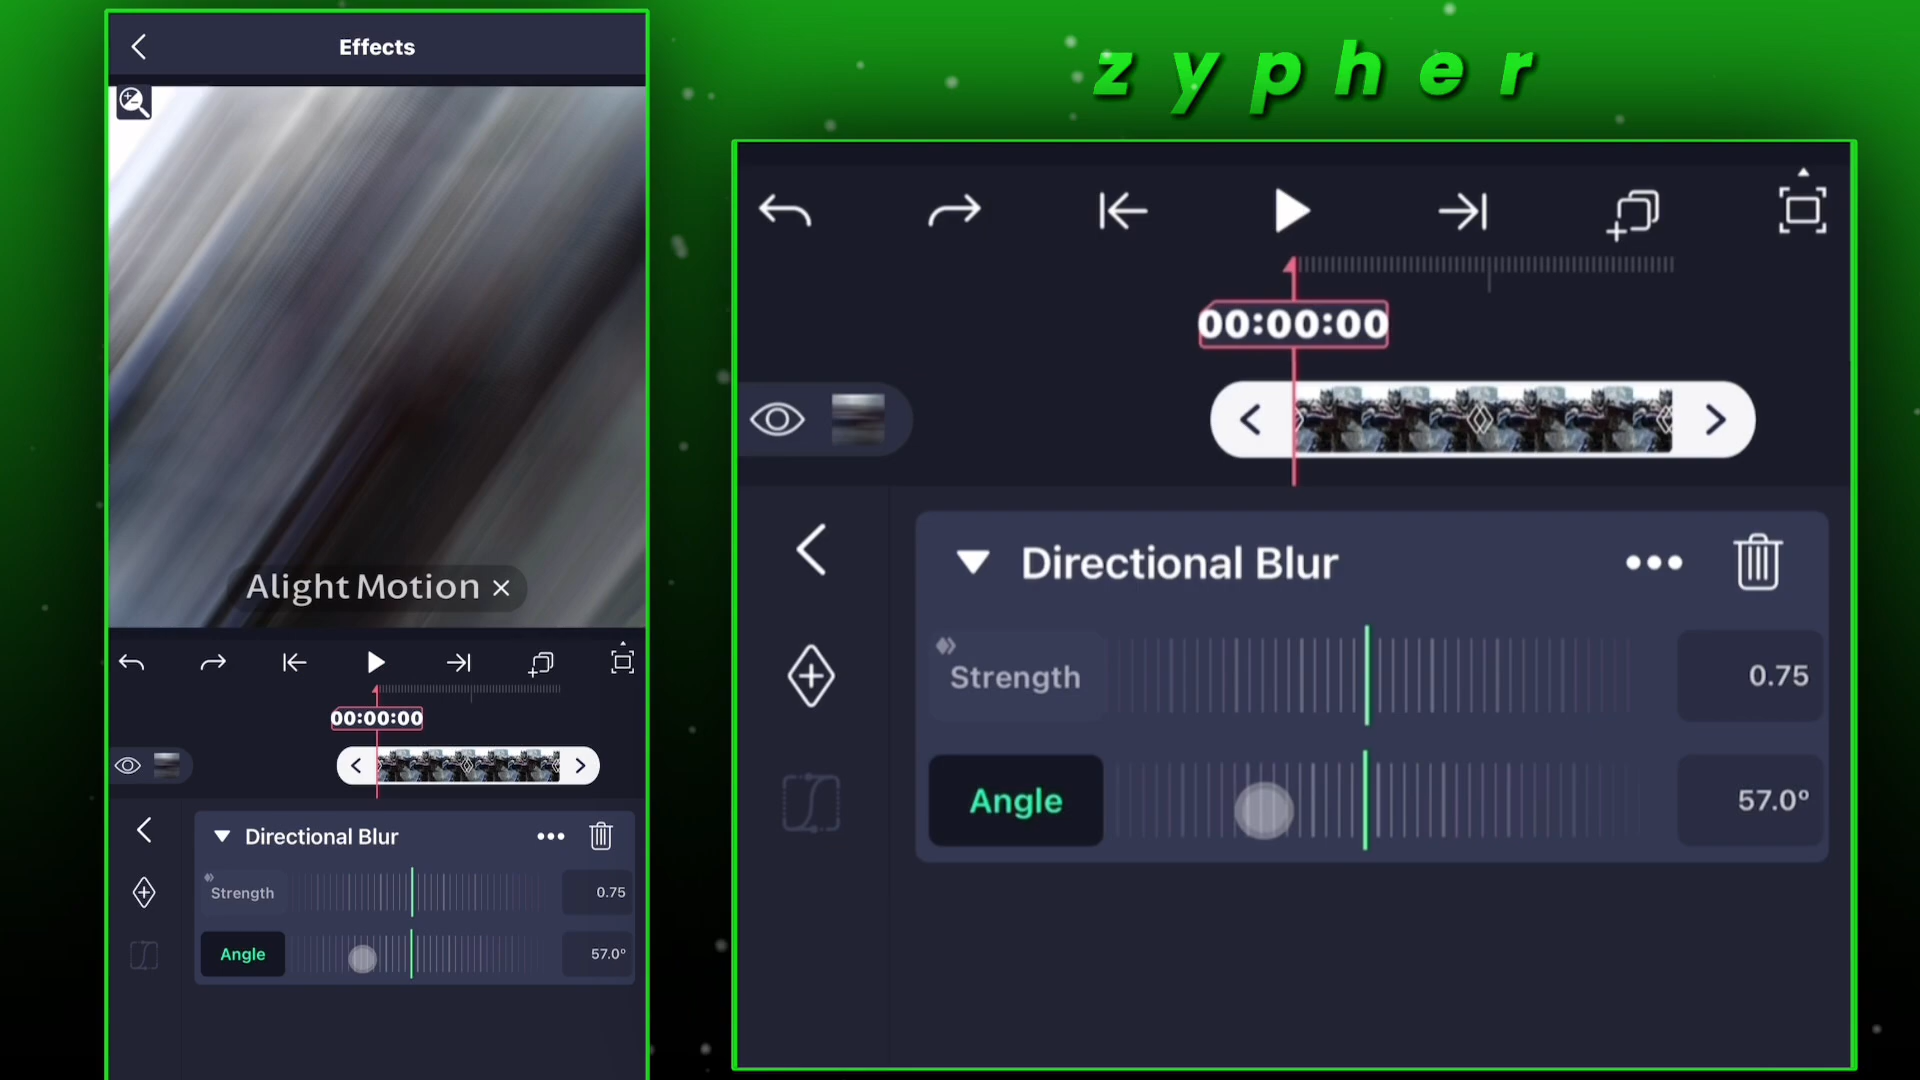 Effects
Alight Motion ×
00:00:00
Directional Blur
Strength
0.75
Angle
57.0°
zypher
00:00:00
Directional Blur
Strength
0.75
Angle
57.0°